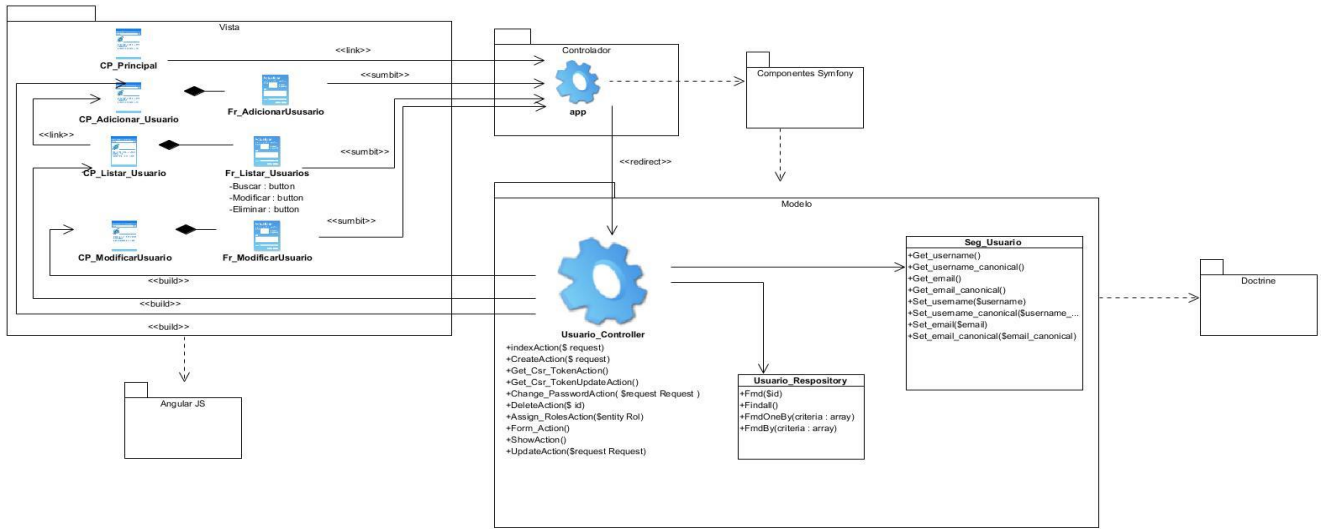 Vista
CP_Principal
<<link>>
CP_Adicionar_Usuario
Fr_AdicionarUsusario
<<sumbit>>
<<link>>
CP_Listar_Usuario
Fr_Listar_Usuarios
-Buscar : button
-Modificar : button
-Eliminar : button
<<sumbit>>
CP_ModificarUsuario
Fr_ModificarUsuario
<<sumbit>>
<<build>>
<<build>>
<<build>>
Angular JS
Controlador
app
<<redirect>>
Componentes Symfony
Modelo
Usuario_Controller
+indexAction($ request)
+CreateAction($ request)
+Get_Csr_TokenAction()
+Get_Csr_TokenUpdateAction()
+Change_PasswordAction( $request Request )
+DeleteAction($ id)
+Assign_RolesAction($entity Rol)
+Form_Action()
+ShowAction()
+UpdateAction($request Request)
Seg_Usuario
+Get_username()
+Get_username_canonical()
+Get_email()
+Get_email_canonical()
+Set_username($username)
+Set_username_canonical($username_...
+Set_email($email)
+Set_email_canonical($email_canonical)
Usuario_Respository
+Fmd($id)
+Findall()
+FmdOneBy(criteria : array)
+FmdBy(criteria : array)
Doctrine